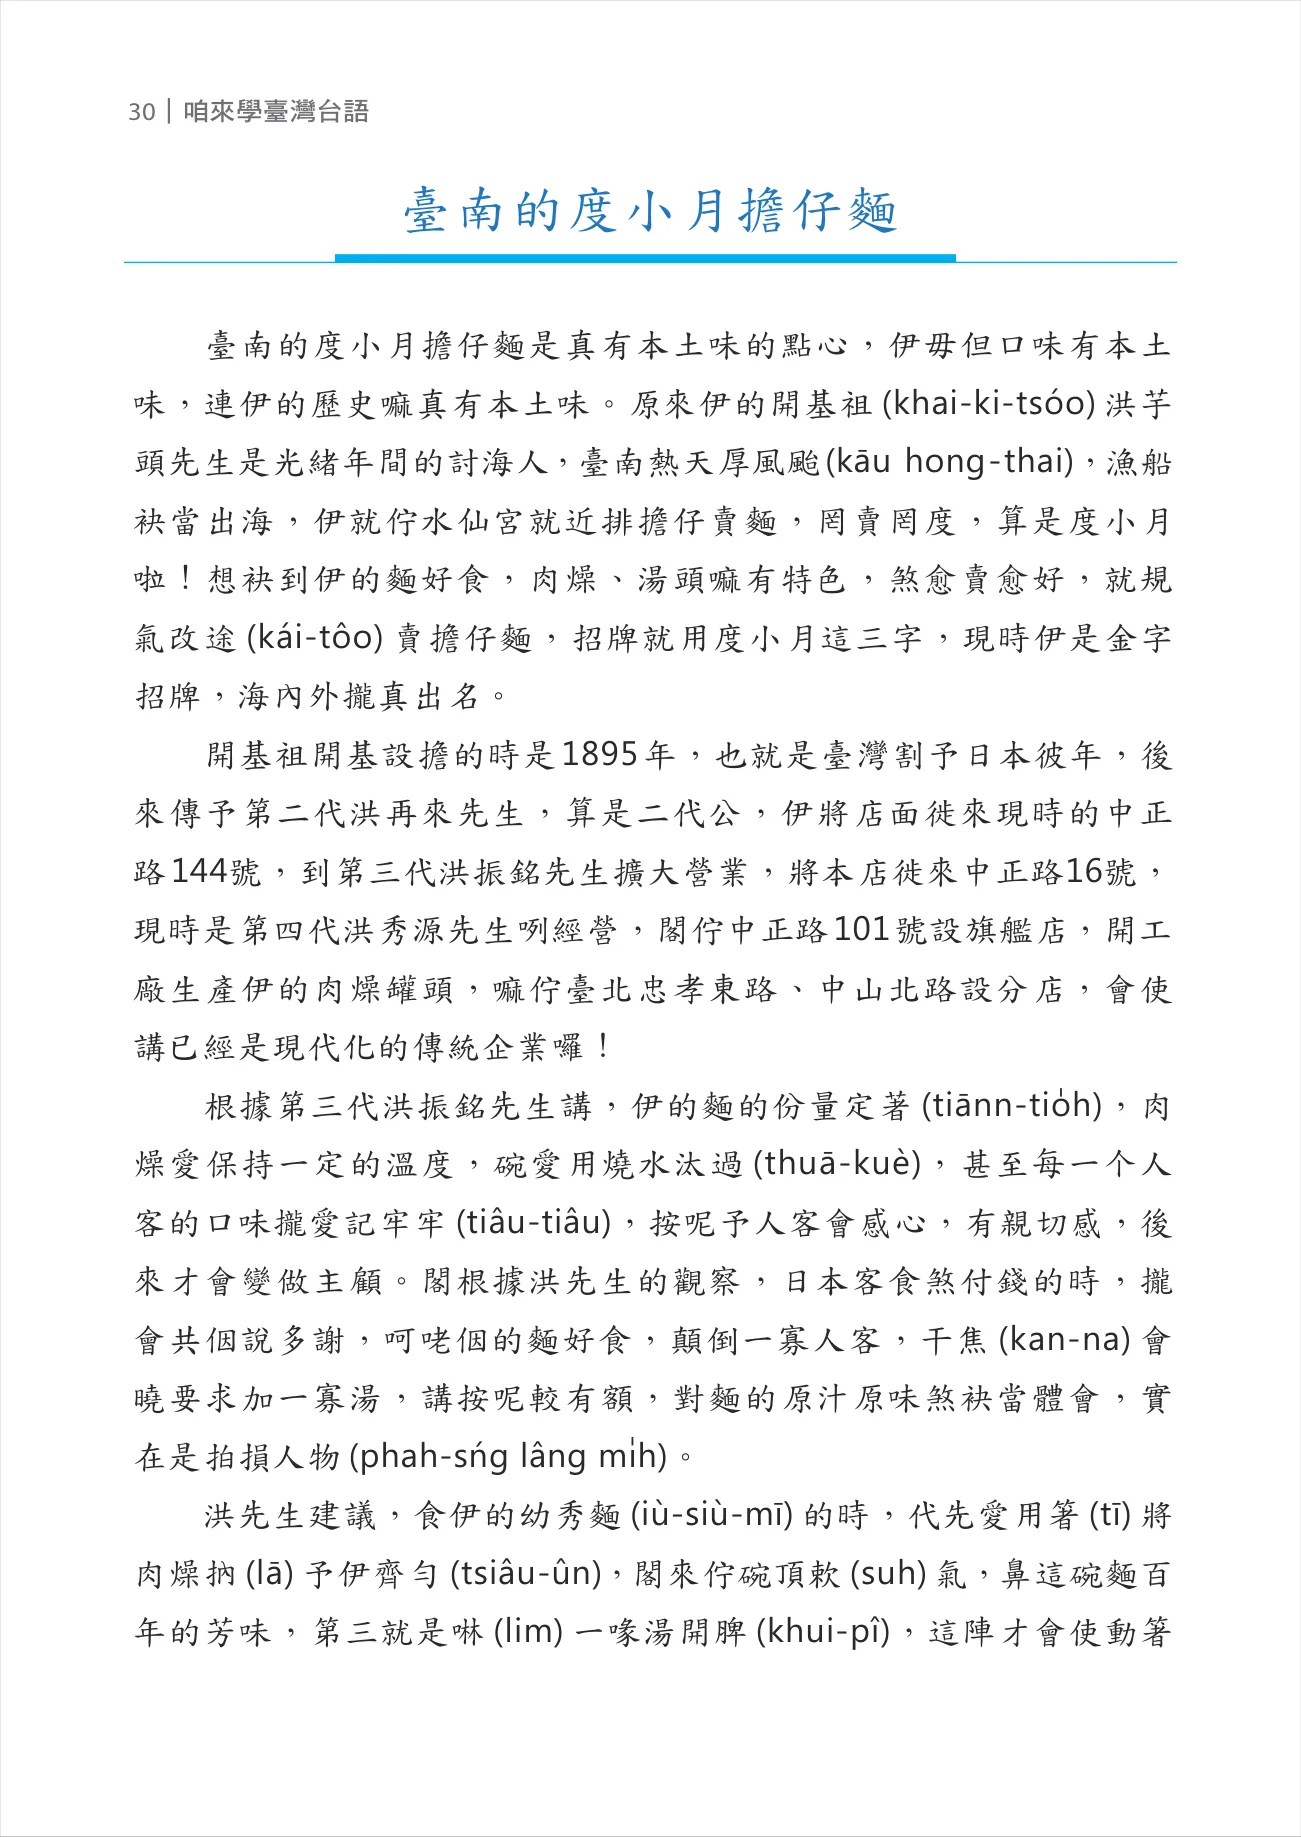 30｜咱來學臺灣台語
臺南的度小月擔仔麵
臺南的度小月擔仔麵是真有本土味的點心，伊毋但口味有本土
味，連伊的歷史嘛真有本土味。原來伊的開基祖 (khai-ki-tsóo) 洪芋
頭先生是光緒年間的討海人，臺南熱天厚風颱(kāu hong-thai)，漁船
袂當出海，伊就佇水仙宮就近排擔仔賣麵，罔賣罔度，算是度小月
啦！想袂到伊的麵好食，肉燥、湯頭嘛有特色，煞愈賣愈好，就規
氣改途 (kái-tôo) 賣擔仔麵，招牌就用度小月這三字，現時伊是金字
招牌，海內外攏真出名。
開基祖開基設擔的時是1895年，也就是臺灣割予日本彼年，後
來傳予第二代洪再來先生，算是二代公，伊將店面徙來現時的中正
路144號，到第三代洪振銘先生擴大營業，將本店徙來中正路16號，
現時是第四代洪秀源先生咧經營，閣佇中正路101號設旗艦店，開工
廠生產伊的肉燥罐頭，嘛佇臺北忠孝東路、中山北路設分店，會使
講已經是現代化的傳統企業囉！
根據第三代洪振銘先生講，伊的麵的份量定著 (tiānn-tio̍h)，肉
燥愛保持一定的溫度，碗愛用燒水汰過 (thuā-kuè)，甚至每一个人
客的口味攏愛記牢牢 (tiâu-tiâu)，按呢予人客會感心，有親切感，後
來才會變做主顧。閣根據洪先生的觀察，日本客食煞付錢的時，攏
會共佪說多謝，呵咾佪的麵好食，顛倒一寡人客，干焦 (kan-na) 會
曉要求加一寡湯，講按呢較有額，對麵的原汁原味煞袂當體會，實
在是拍損人物 (phah-sńg lâng mi̍h)。
洪先生建議，食伊的幼秀麵 (iù-siù-mī) 的時，代先愛用箸 (tī) 將
肉燥抐 (lā) 予伊齊勻 (tsiâu-ûn)，閣來佇碗頂欶 (suh) 氣，鼻這碗麵百
年的芳味，第三就是啉 (lim) 一喙湯開脾 (khui-pî)，這陣才會使動箸